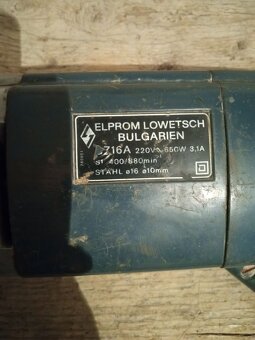 ELPROM LOWETSCH
BULGARIEN
Z16A 220V~ 650W 3.1A
400/880min
STAHL ø16 ø10mm